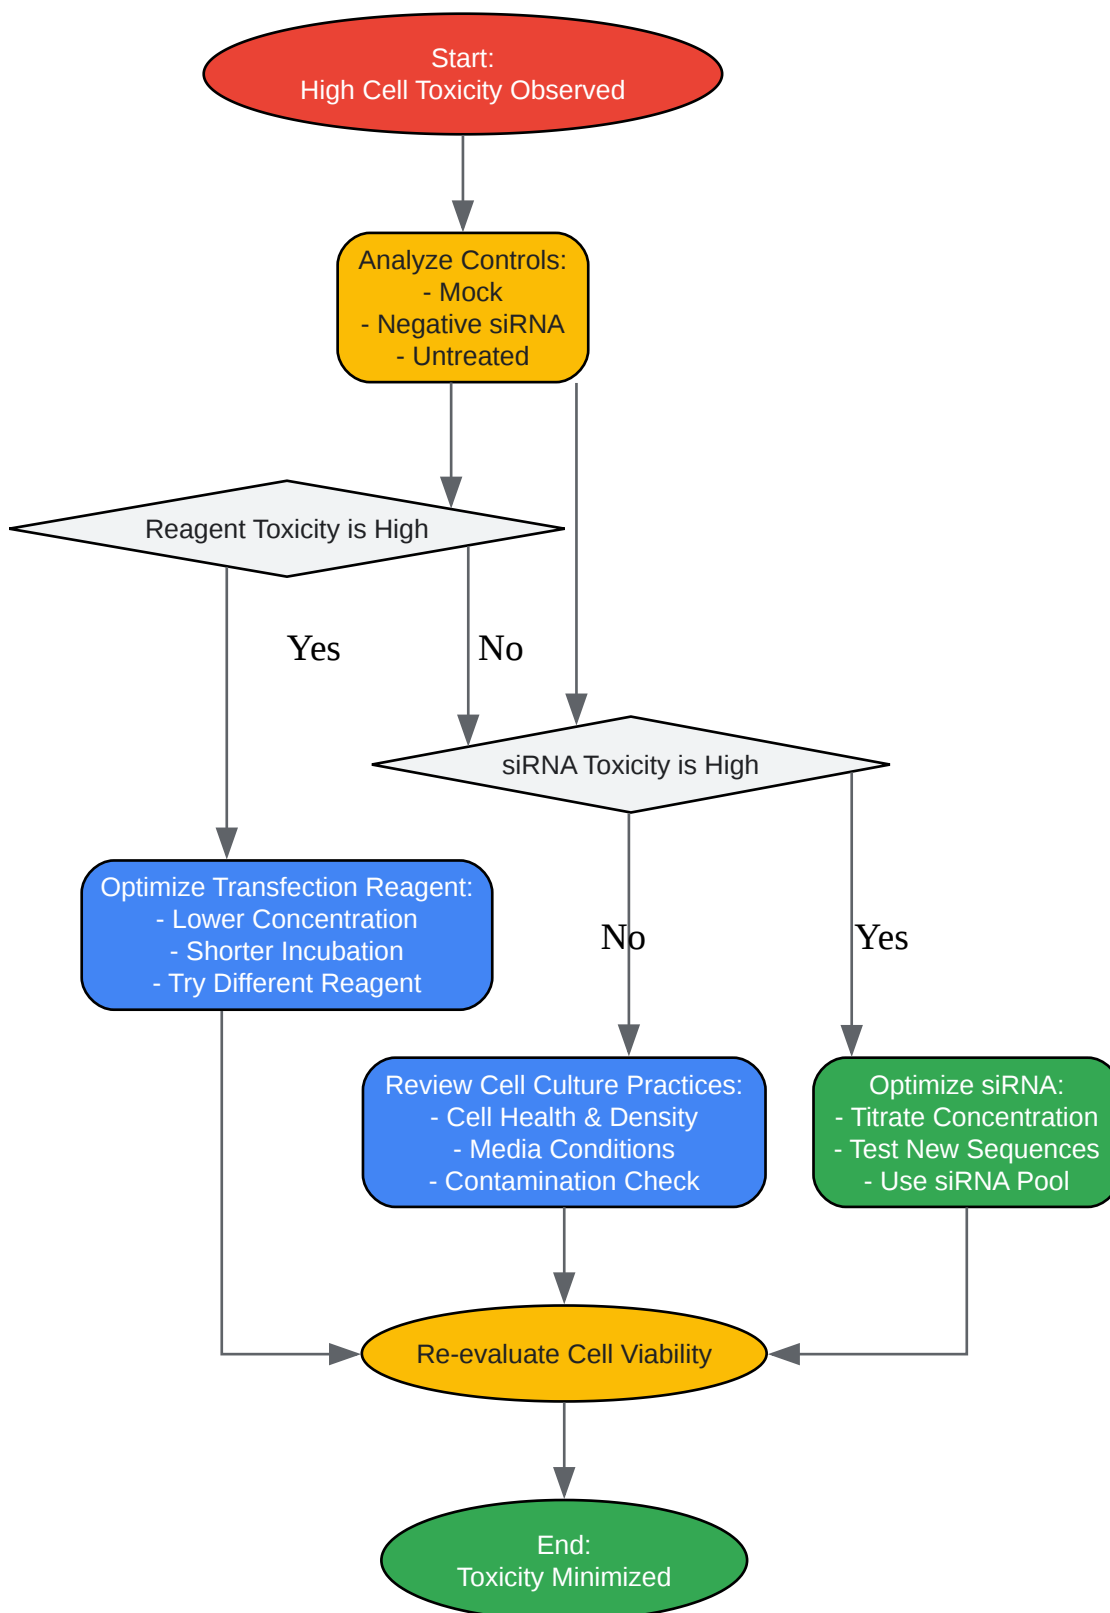 Start:
High Cell Toxicity Observed
Analyze Controls:
- Mock
- Negative siRNA
- Untreated
Reagent Toxicity is High
Yes
No
siRNA Toxicity is High
Optimize Transfection Reagent:
- Lower Concentration
- Shorter Incubation
- Try Different Reagent
No
Yes
Review Cell Culture Practices:
- Cell Health & Density
- Media Conditions
- Contamination Check
Optimize siRNA:
- Titrate Concentration
- Test New Sequences
- Use siRNA Pool
Re-evaluate Cell Viability
End:
Toxicity Minimized